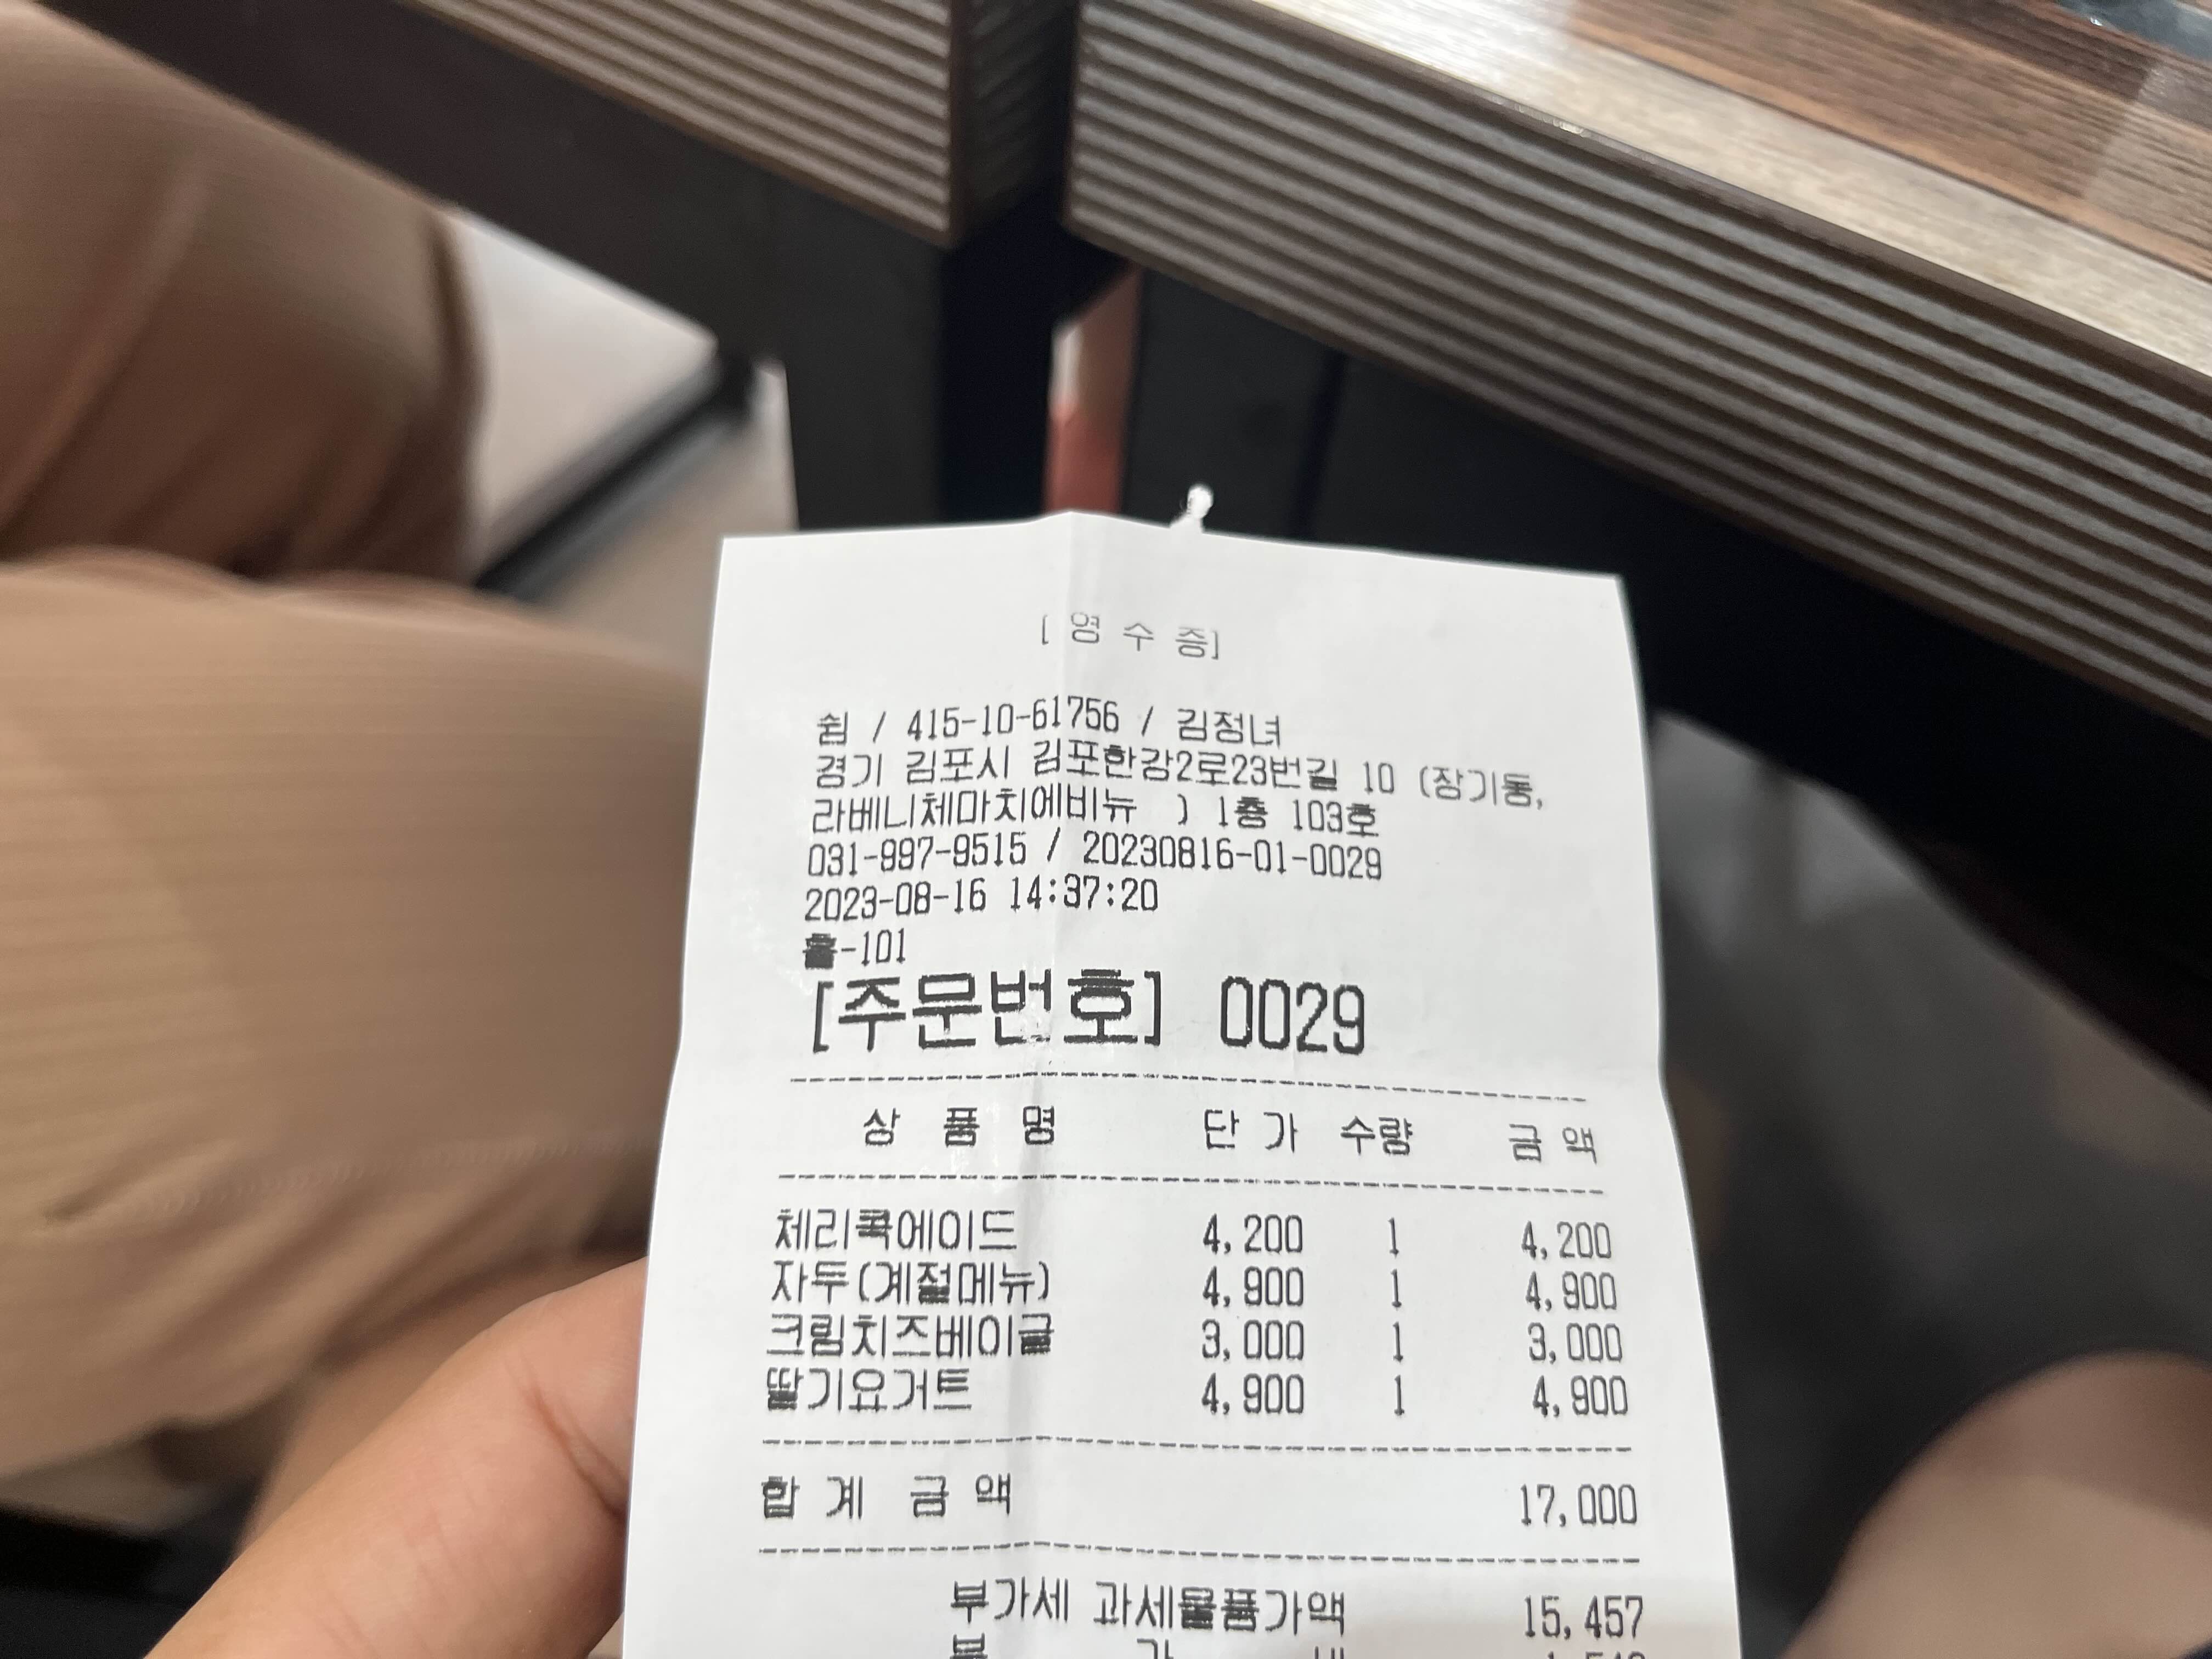 [ 영 수 증]
쉼 / 415-10-61756 / 김정녀
경기 김포시 김포한강2로23번길 10 (장기동,
라베니체마치에비뉴 ) 1층 103호
031-997-9515 / 20230816-01-0029
2023-08-16 14:37:20
홀-101
[주문번호] 0029
상 품 명 단 가 수량 금 액
체리콕에이드 4,200 1 4,200
자두(계절메뉴) 4,900 1 4,900
크림치즈베이글 3,000 1 3,000
딸기요거트 4,900 1 4,900
합 계 금 액 17,000
부가세 과세물품가액 15,457